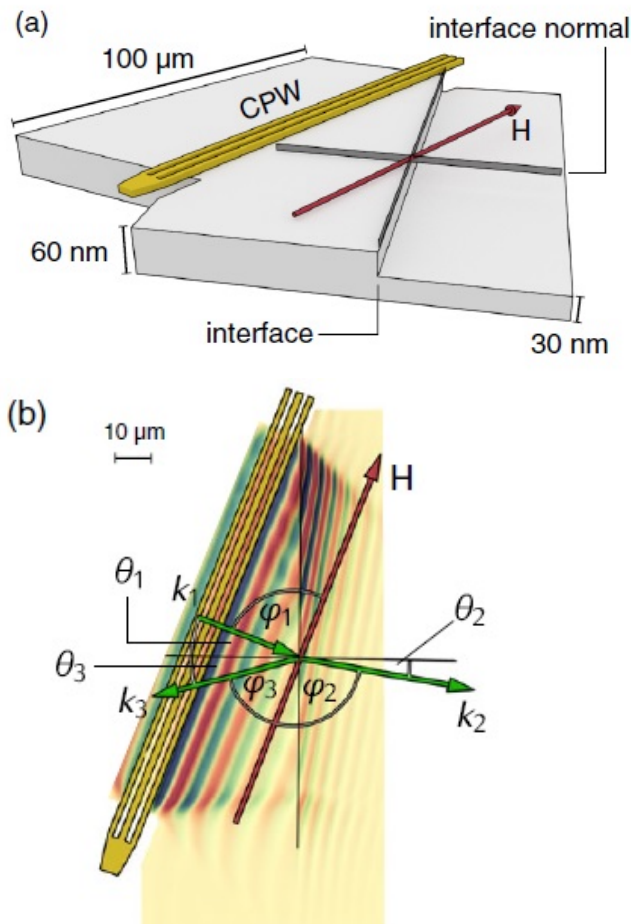 (a)
interface normal
100 μm
CPW
H
60 nm
interface
30 nm
(b)
10 μm
H
θ1
k1
φ1
θ2
θ3
φ3
φ2
k3
k2